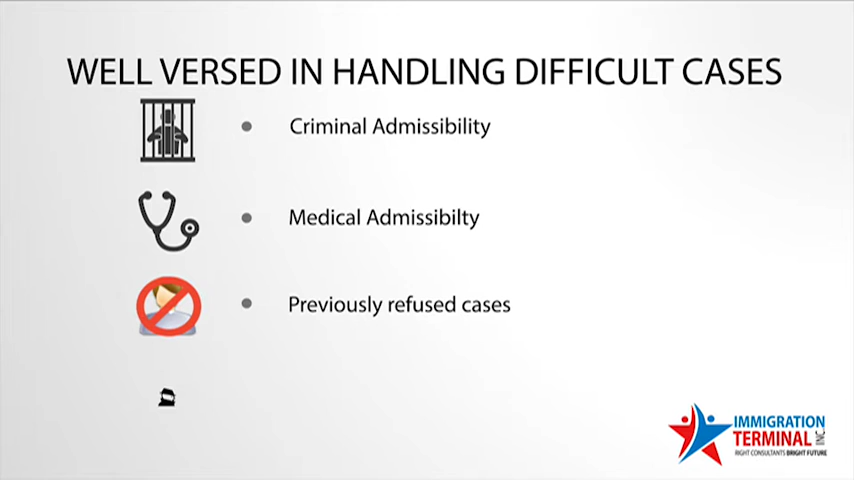 WELL VERSED IN HANDLING DIFFICULT CASES
• Criminal Admissibility
• Medical Admissibilty
• Previously refused cases
IMMIGRATION
TERMINAL INC.
RIGHT CONSULTANTS BRIGHT FUTURE